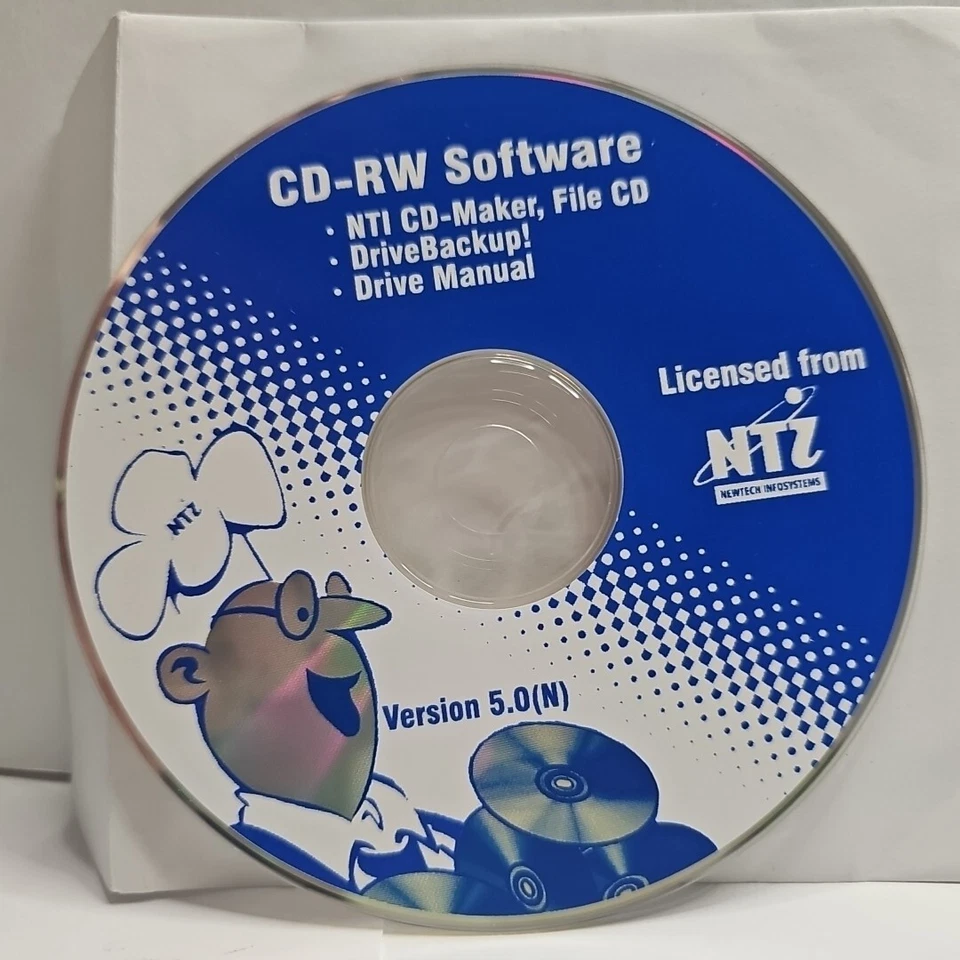 CD-RW Software
• NTI CD-Maker, File CD
• DriveBackup!
• Drive Manual
Licensed from
NTI
NEWTECH INFOSYSTEMS
NTI
Version 5.0(N)